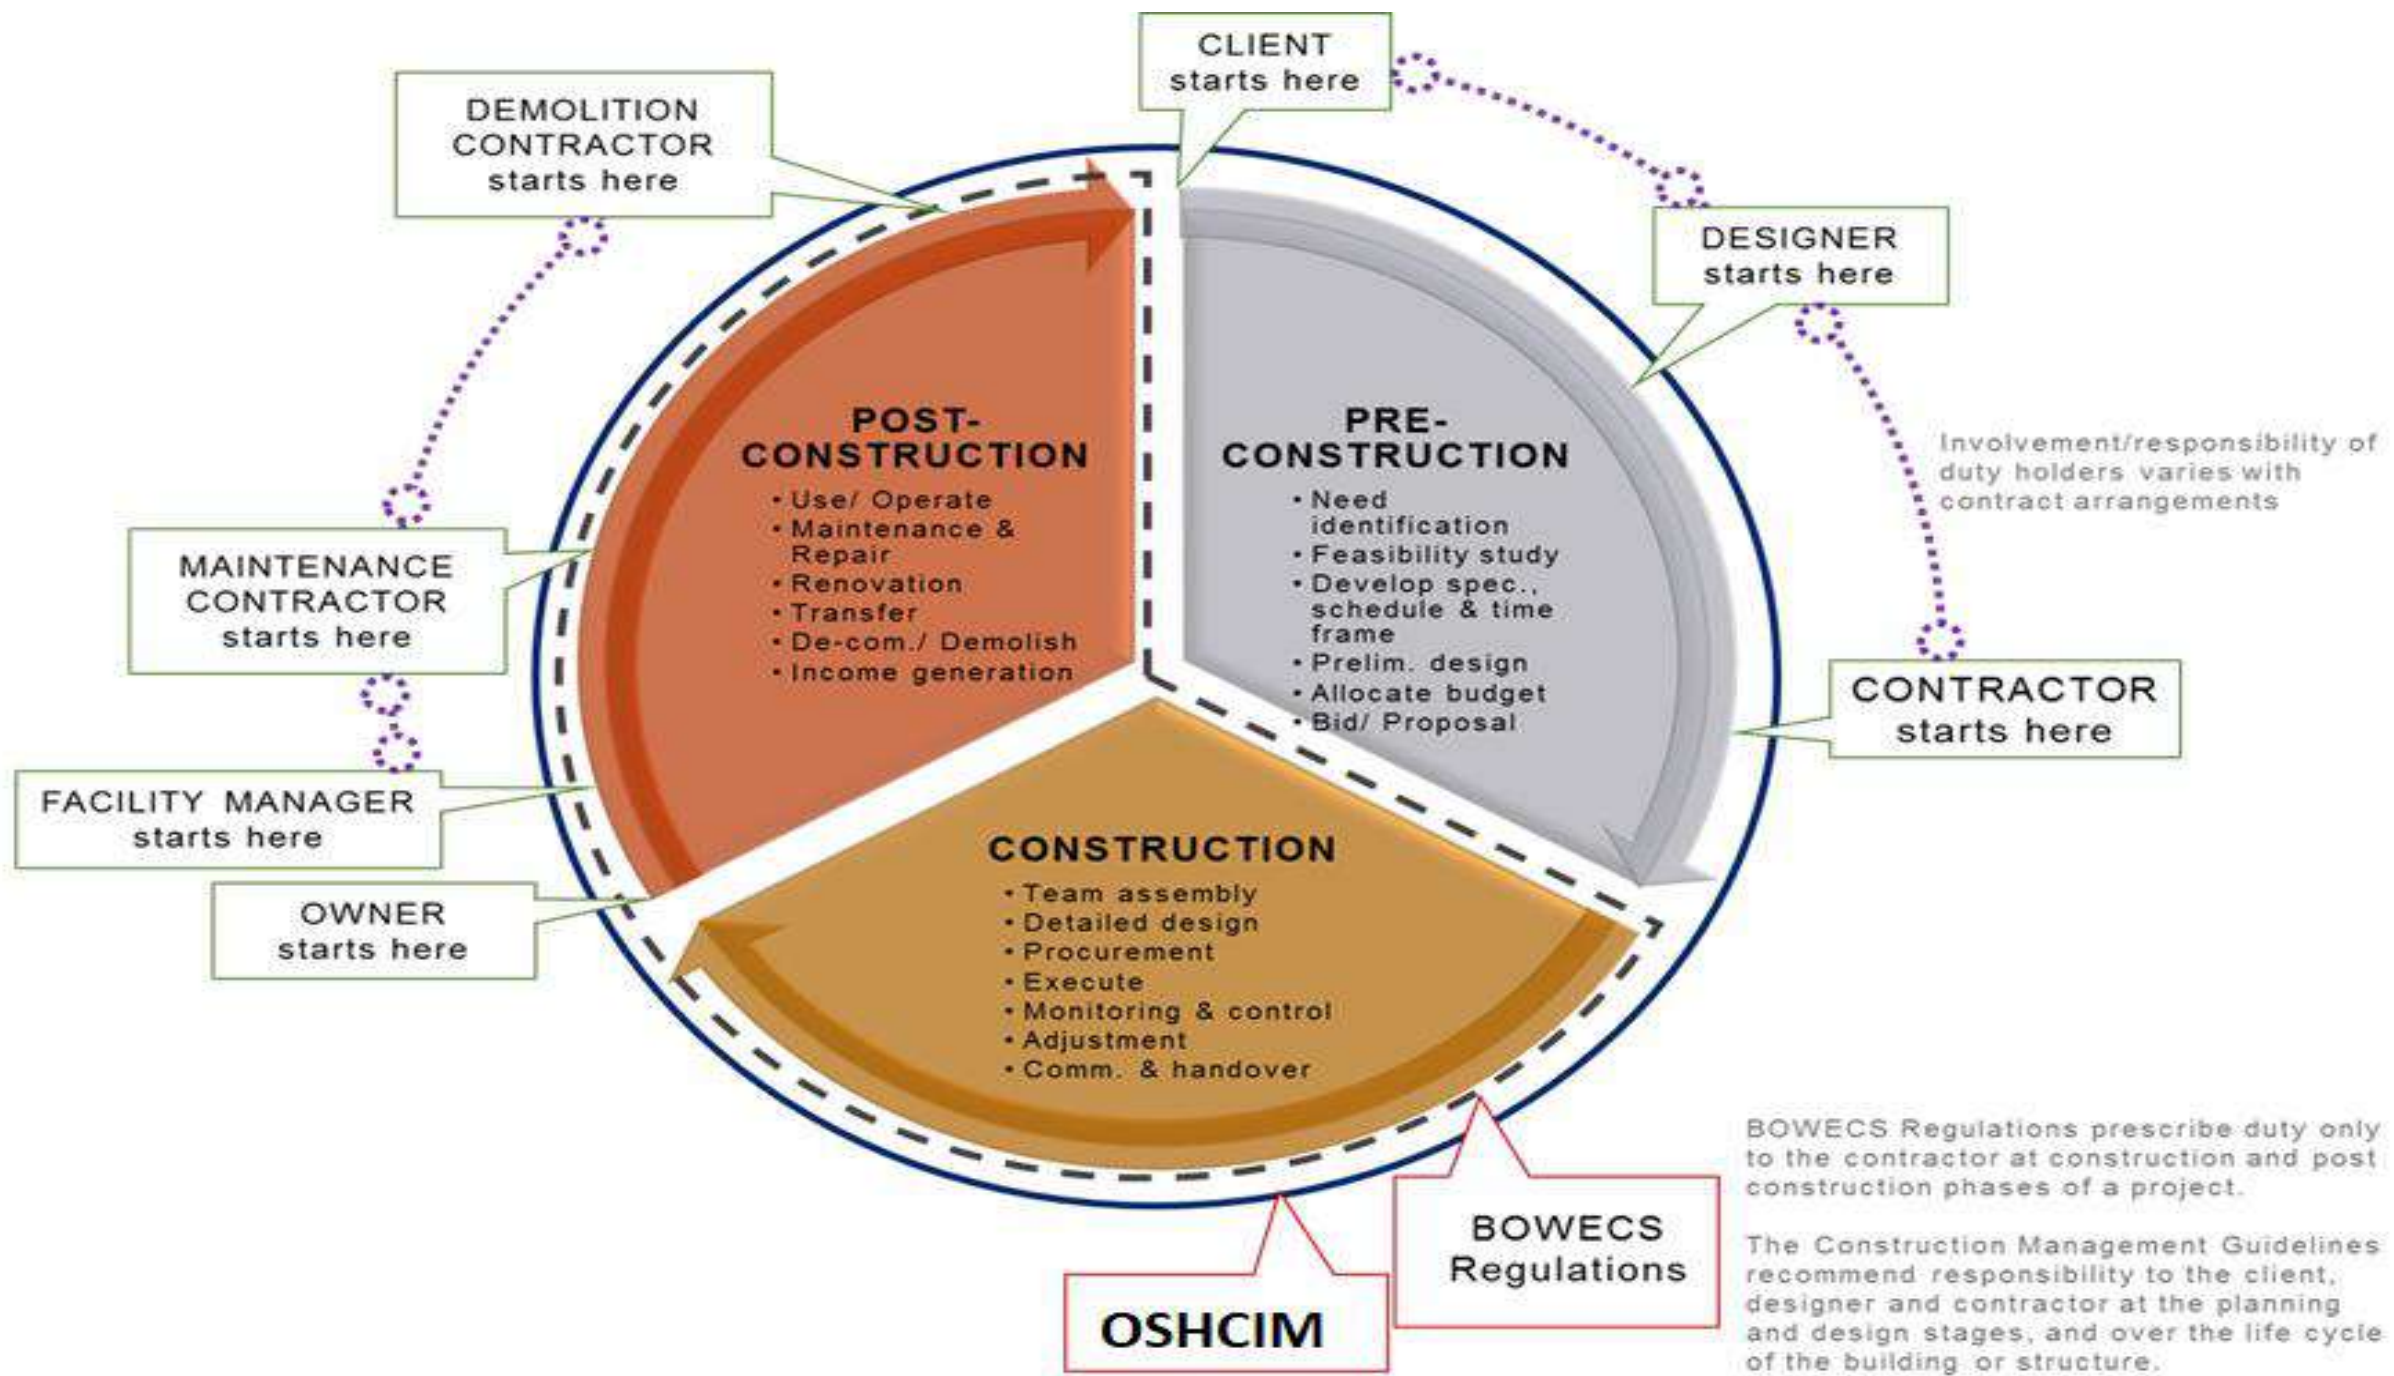 CLIENT
starts here
DEMOLITION
CONTRACTOR
starts here
DESIGNER
starts here
POST-
CONSTRUCTION
• Use/ Operate
• Maintenance &
Repair
• Renovation
• Transfer
• De-com./ Demolish
• Income generation
PRE-
CONSTRUCTION
• Need
identification
• Feasibility study
• Develop spec.,
schedule & time
frame
• Prelim. design
• Allocate budget
• Bid/ Proposal
Involvement/responsibility of
duty holders varies with
contract arrangements
MAINTENANCE
CONTRACTOR
starts here
CONTRACTOR
starts here
FACILITY MANAGER
starts here
OWNER
starts here
CONSTRUCTION
• Team assembly
• Detailed design
• Procurement
• Execute
• Monitoring & control
• Adjustment
• Comm. & handover
BOWECS
Regulations
OSHCIM
BOWECS Regulations prescribe duty only
to the contractor at construction and post
construction phases of a project.
The Construction Management Guidelines
recommend responsibility to the client,
designer and contractor at the planning
and design stages, and over the life cycle
of the building or structure.